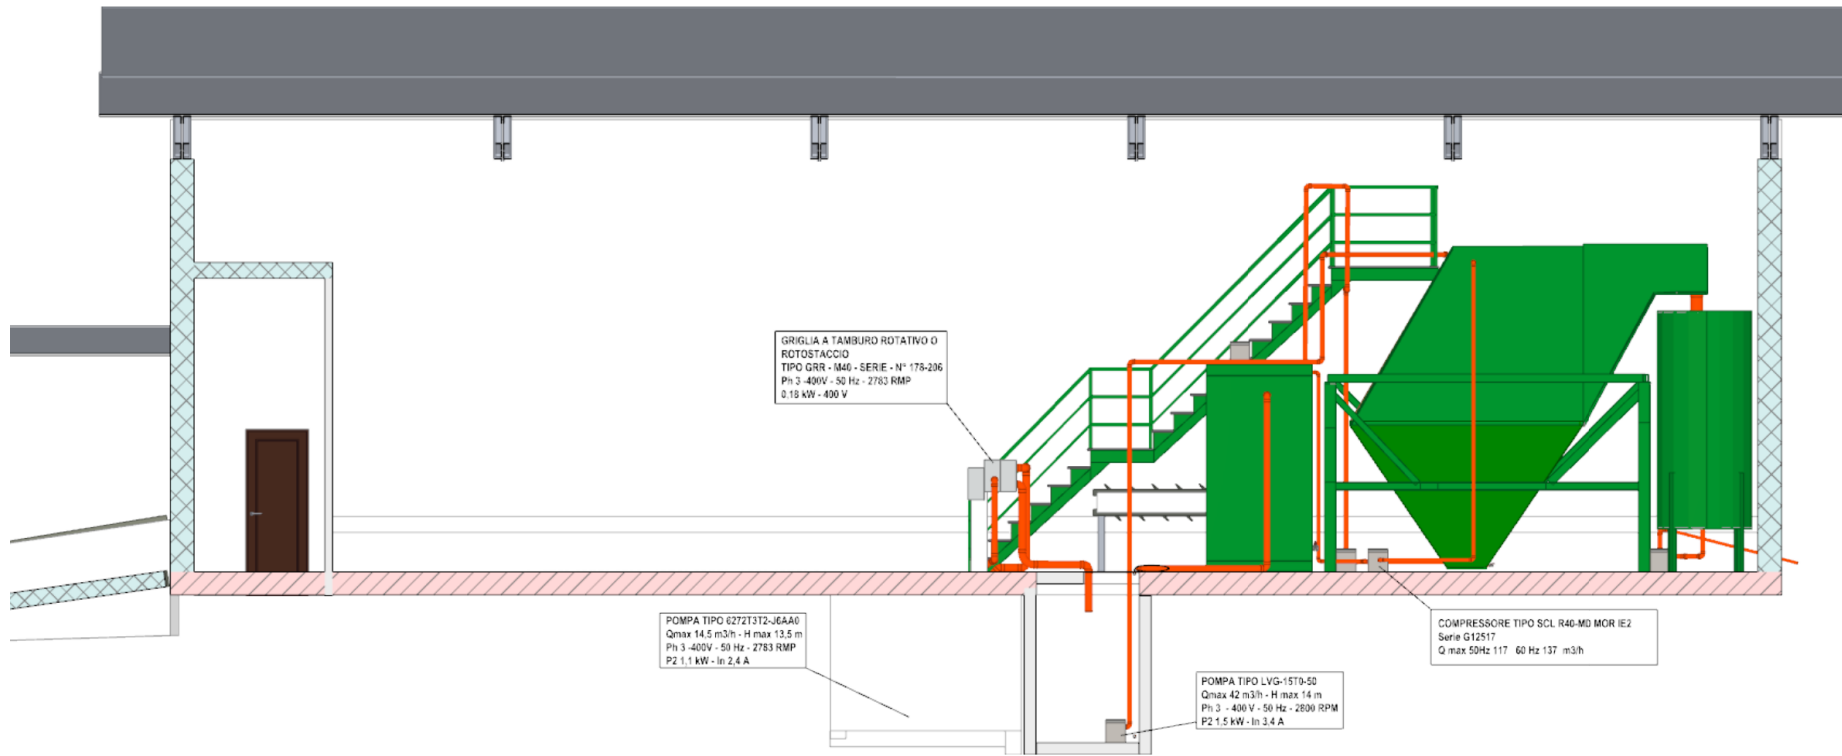 GRIGLIA A TAMBURO ROTATIVO O
ROTOSTACCIO
TIPO GRR - M40 - SERIE - N° 178-206
Ph 3 -400V - 50 Hz - 2783 RMP
0,18 kW - 400 V
POMPA TIPO 6272T3T2-J6AA0
Qmax 14,5 m3/h - H max 13,5 m
Ph 3 -400V - 50 Hz - 2783 RMP
P2 1,1 kW - In 2,4 A
COMPRESSORE TIPO SCL R40-MD MOR IE2
Serie G12517
Q max 50Hz 117 60 Hz 137 m3/h
POMPA TIPO LVG-15T0-50
Qmax 42 m3/h - H max 14 m
Ph 3 - 400 V - 50 Hz - 2800 RPM
P2 1,5 kW - In 3,4 A